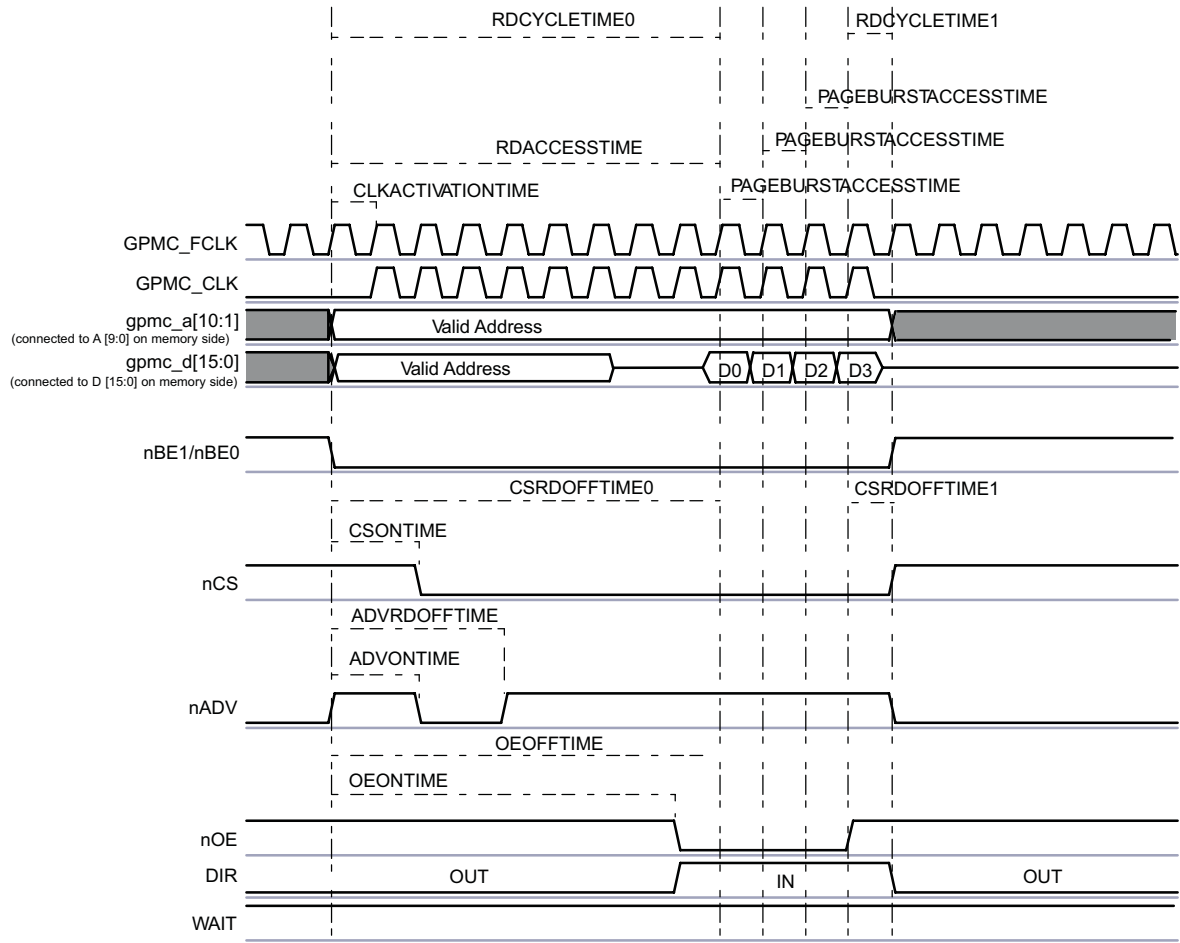 RDCYCLETIME0
RDCYCLETIME1
PAGEBURSTACCESSTIME
PAGEBURSTACCESSTIME
RDACCESSTIME
PAGEBURSTACCESSTIME
CLKACTIVATIONTIME
GPMC_FCLK
GPMC_CLK
gpmc_a[10:1]
Valid Address
(connected to A [9:0] on memory side)
gpmc_d[15:0]
Valid Address
D0 D1 D2 D3
(connected to D [15:0] on memory side)
nBE1/nBE0
CSRDOFFTIME0
CSRDOFFTIME1
CSONTIME
nCS
ADVRDOFFTIME
ADVONTIME
nADV
OEOFFTIME
OEONTIME
nOE
DIR
OUT
IN
OUT
WAIT